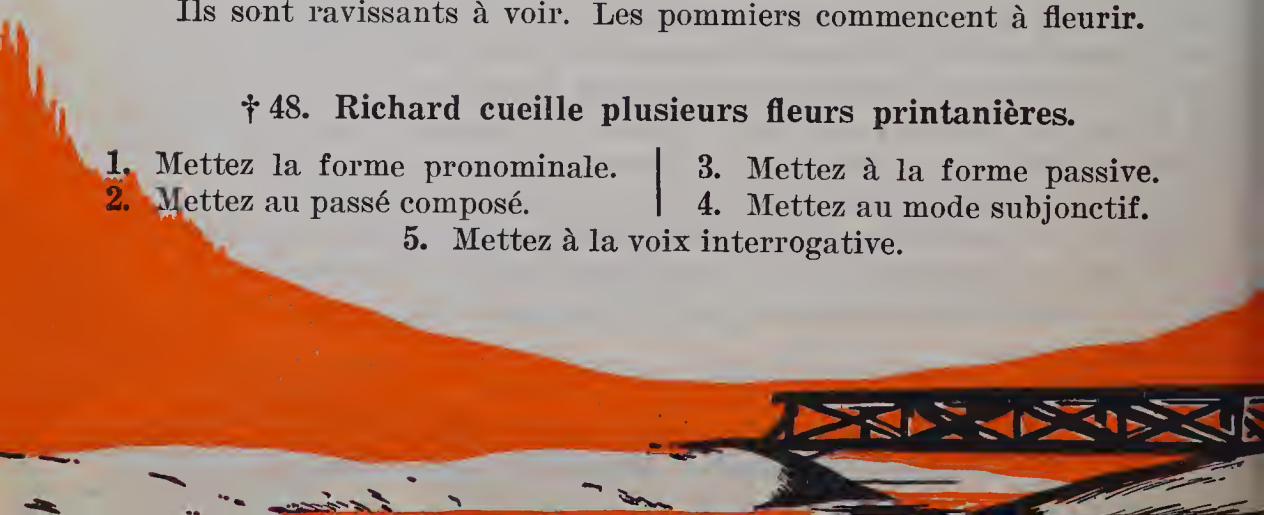 Ils sont ravissants à voir. Les pommiers commencent à fleurir.
† 48. Richard cueille plusieurs fleurs printanières.
1. Mettez la forme pronominale.
2. Mettez au passé composé.
3. Mettez à la forme passive.
4. Mettez au mode subjonctif.
5. Mettez à la voix interrogative.